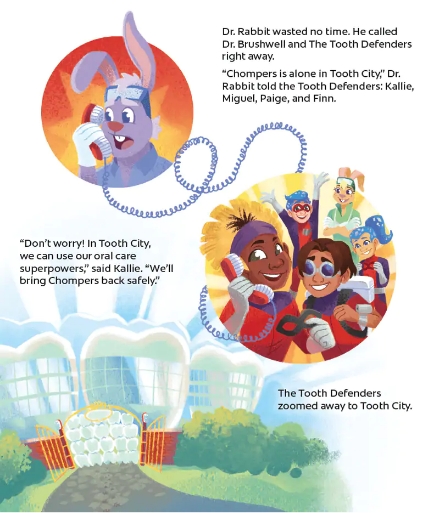 Dr. Rabbit wasted no time. He called
Dr. Brushwell and The Tooth Defenders
right away.
“Chompers is alone in Tooth City,” Dr.
Rabbit told the Tooth Defenders: Kallie,
Miguel, Paige, and Finn.
“Don’t worry! In Tooth City,
we can use our oral care
superpowers,” said Kallie. “We’ll
bring Chompers back safely.”
The Tooth Defenders
zoomed away to Tooth City.